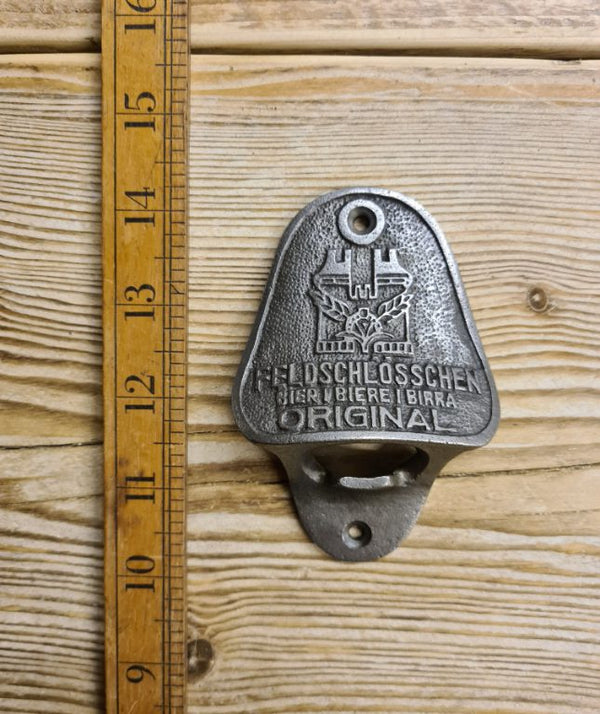 16
15
14
13
12
11
10
9
FELDSCHLÖSSCHEN
BIER | BIERE | BIRRA
ORIGINAL